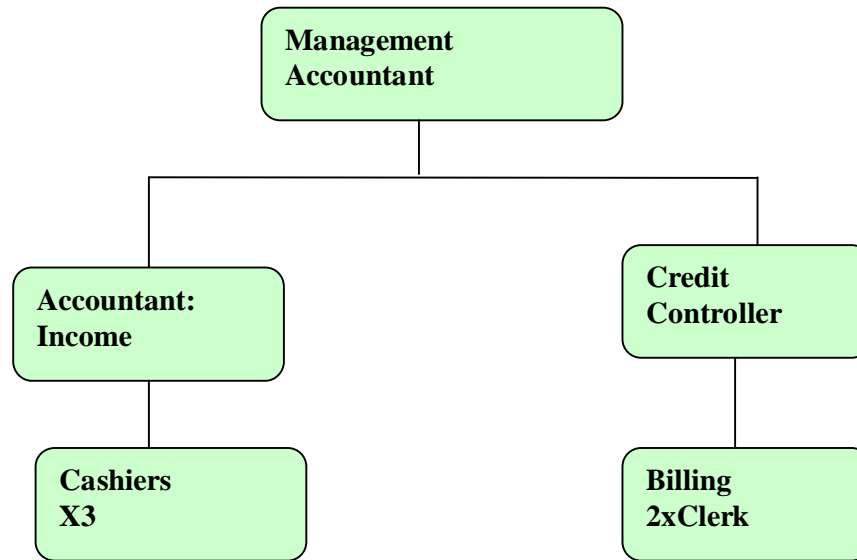 Management
Accountant
Accountant:
Income
Credit
Controller
Cashiers
X3
Billing
2xClerk